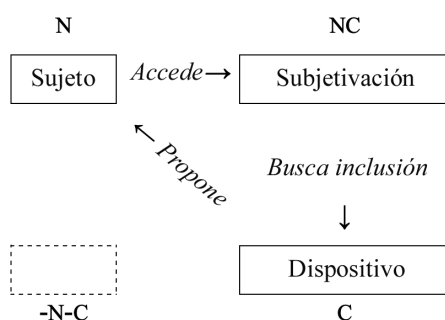 N NC
Sujeto Accede→ Subjetivación
← Propone
Busca inclusión
↓
Dispositivo
-N-C C